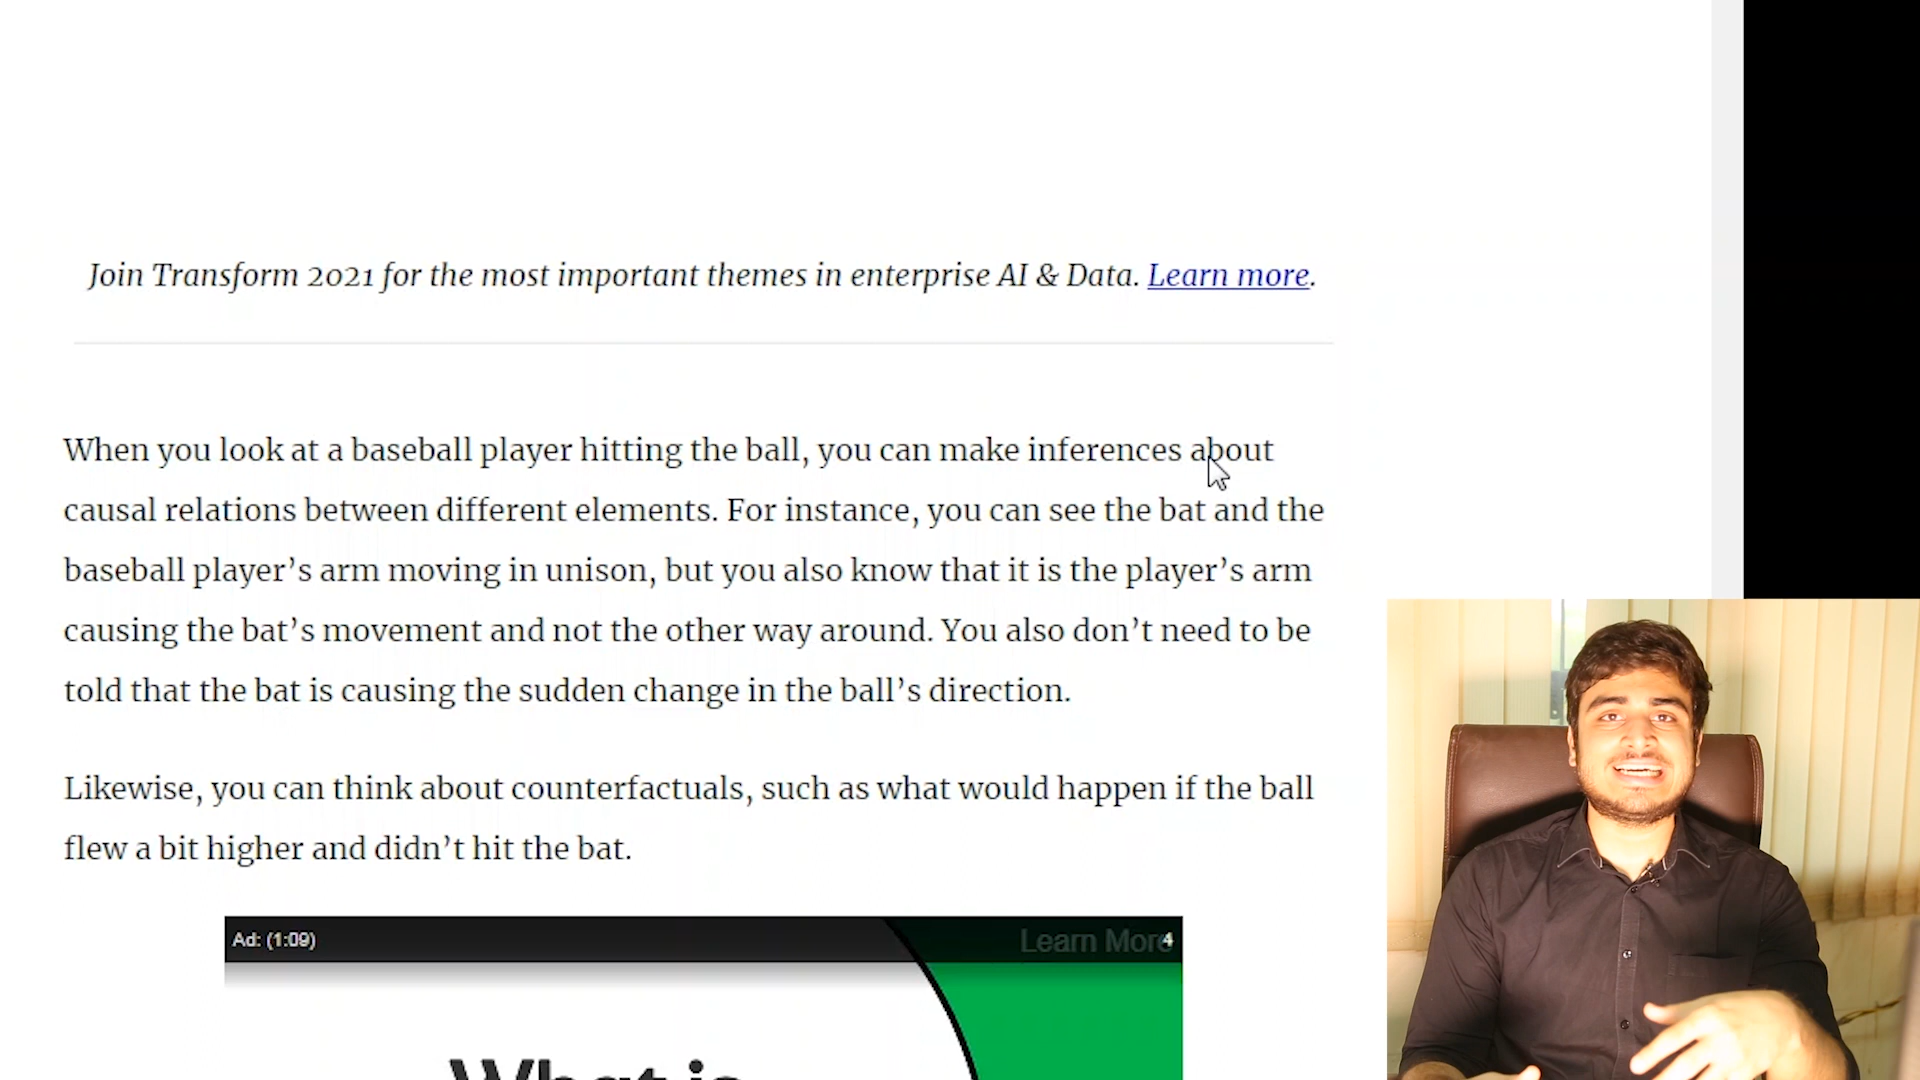 Join Transform 2021 for the most important themes in enterprise AI & Data. Learn more.
When you look at a baseball player hitting the ball, you can make inferences about
causal relations between different elements. For instance, you can see the bat and the
baseball player’s arm moving in unison, but you also know that it is the player’s arm
causing the bat’s movement and not the other way around. You also don’t need to be
told that the bat is causing the sudden change in the ball’s direction.
Likewise, you can think about counterfactuals, such as what would happen if the ball
flew a bit higher and didn’t hit the bat.
Ad: (1:09)
Learn More
4
What is